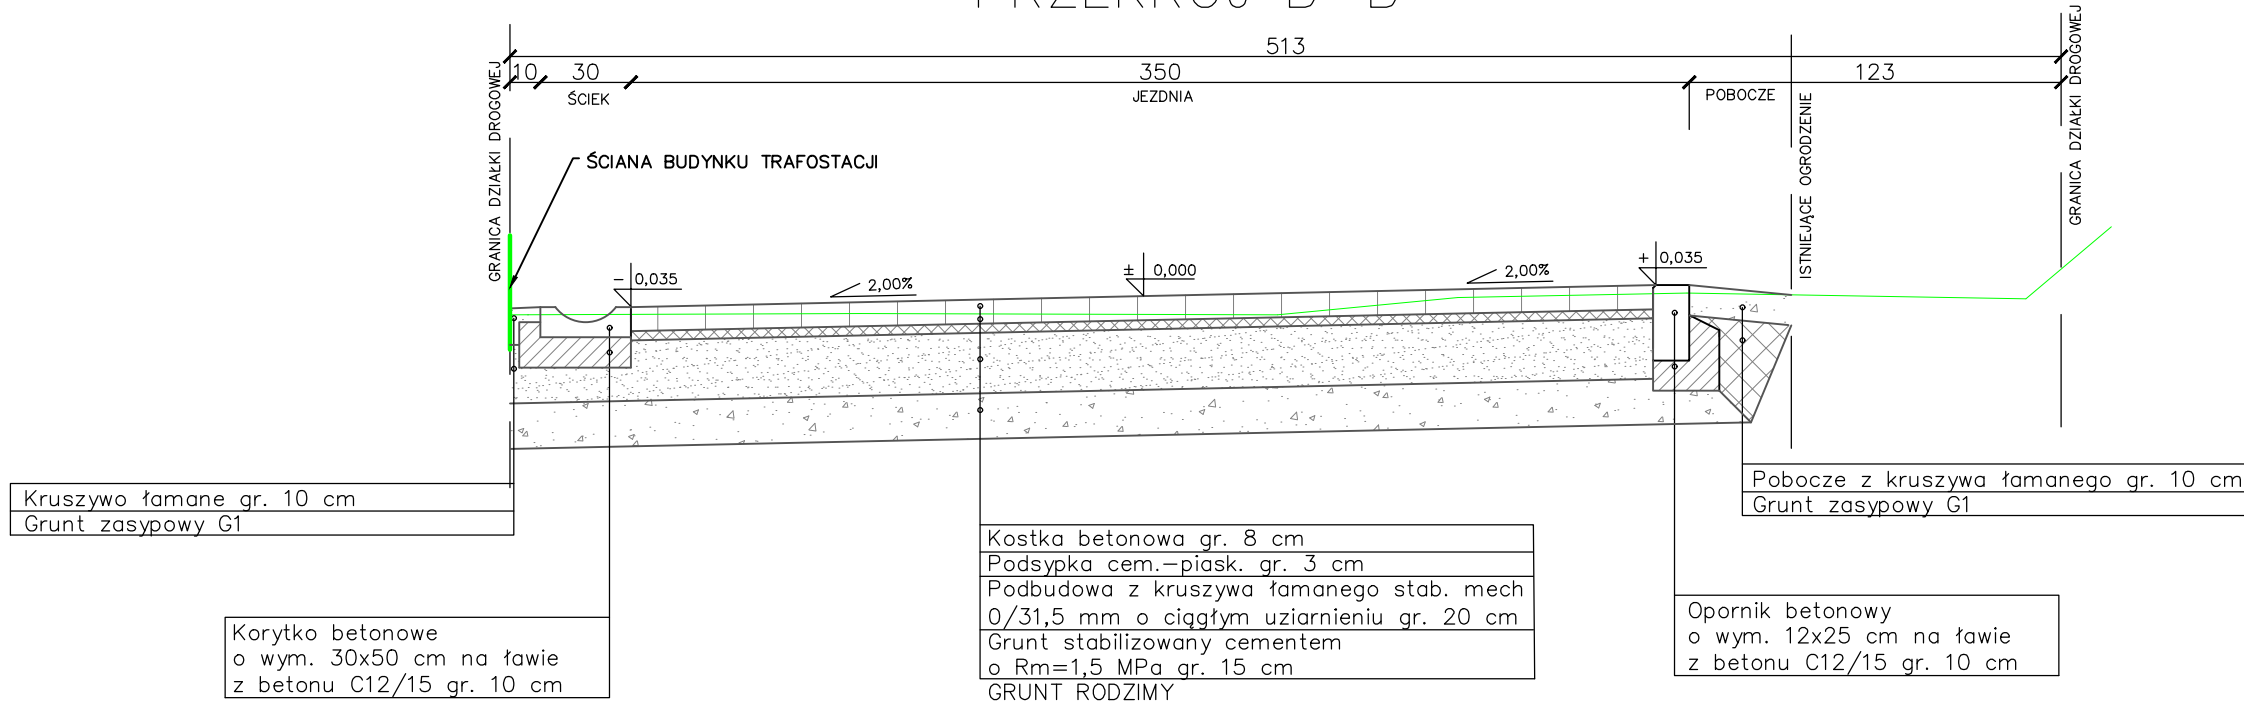 PRZEKRÓJ B-B
513
10
30
350
123
ŚCIEK
JEZDNIA
POBOCZE
GRANICA DZIAŁKI DROGOWEJ
ISTNIEJĄCE OGRODZENIE
GRANICA DZIAŁKI DROGOWEJ
ŚCIANA BUDYNKU TRAFOSTACJI
- 0,035
2,00%
± 0,000
2,00%
+ 0,035
Kruszywo łamane gr. 10 cm
Grunt zasypowy G1
Pobocze z kruszywa łamanego gr. 10 cm
Grunt zasypowy G1
Kostka betonowa gr. 8 cm
Podsypka cem.-piask. gr. 3 cm
Podbudowa z kruszywa łamanego stab. mech
0/31,5 mm o ciągłym uziarnieniu gr. 20 cm
Grunt stabilizowany cementem
o Rm=1,5 MPa gr. 15 cm
GRUNT RODZIMY
Korytko betonowe
o wym. 30x50 cm na ławie
z betonu C12/15 gr. 10 cm
Opornik betonowy
o wym. 12x25 cm na ławie
z betonu C12/15 gr. 10 cm